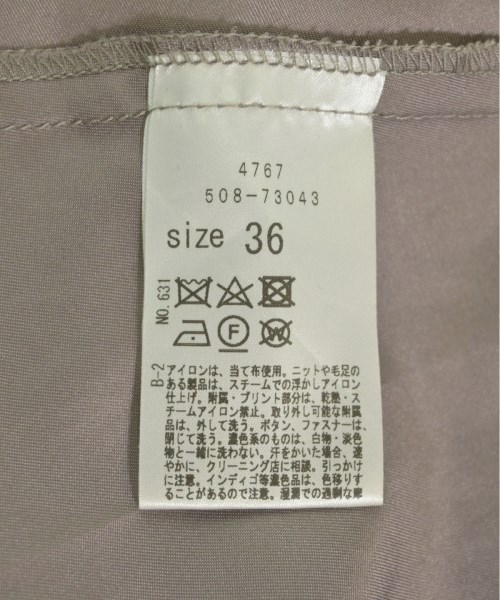 4767
508-73043
size 36
NO.631
F W
B-2
アイロンは、当て布使用。ニットや毛足の
ある製品は、スチームでの浮かしアイロン
仕上げ。附属・プリント部分は、乾熱・ス
チームアイロン禁止。取り外し可能な附属
品は、外して洗う。ボタン、ファスナーは、
閉じて洗う。濃色系のものは、白物・淡色
物と一緒に洗わない。汗をかいた場合、速
やかに、クリーニング店に相談。引っかけ
に注意。インディゴ等濃色品は、色移りす
ることがあるので注意。湿潤での過剰な摩